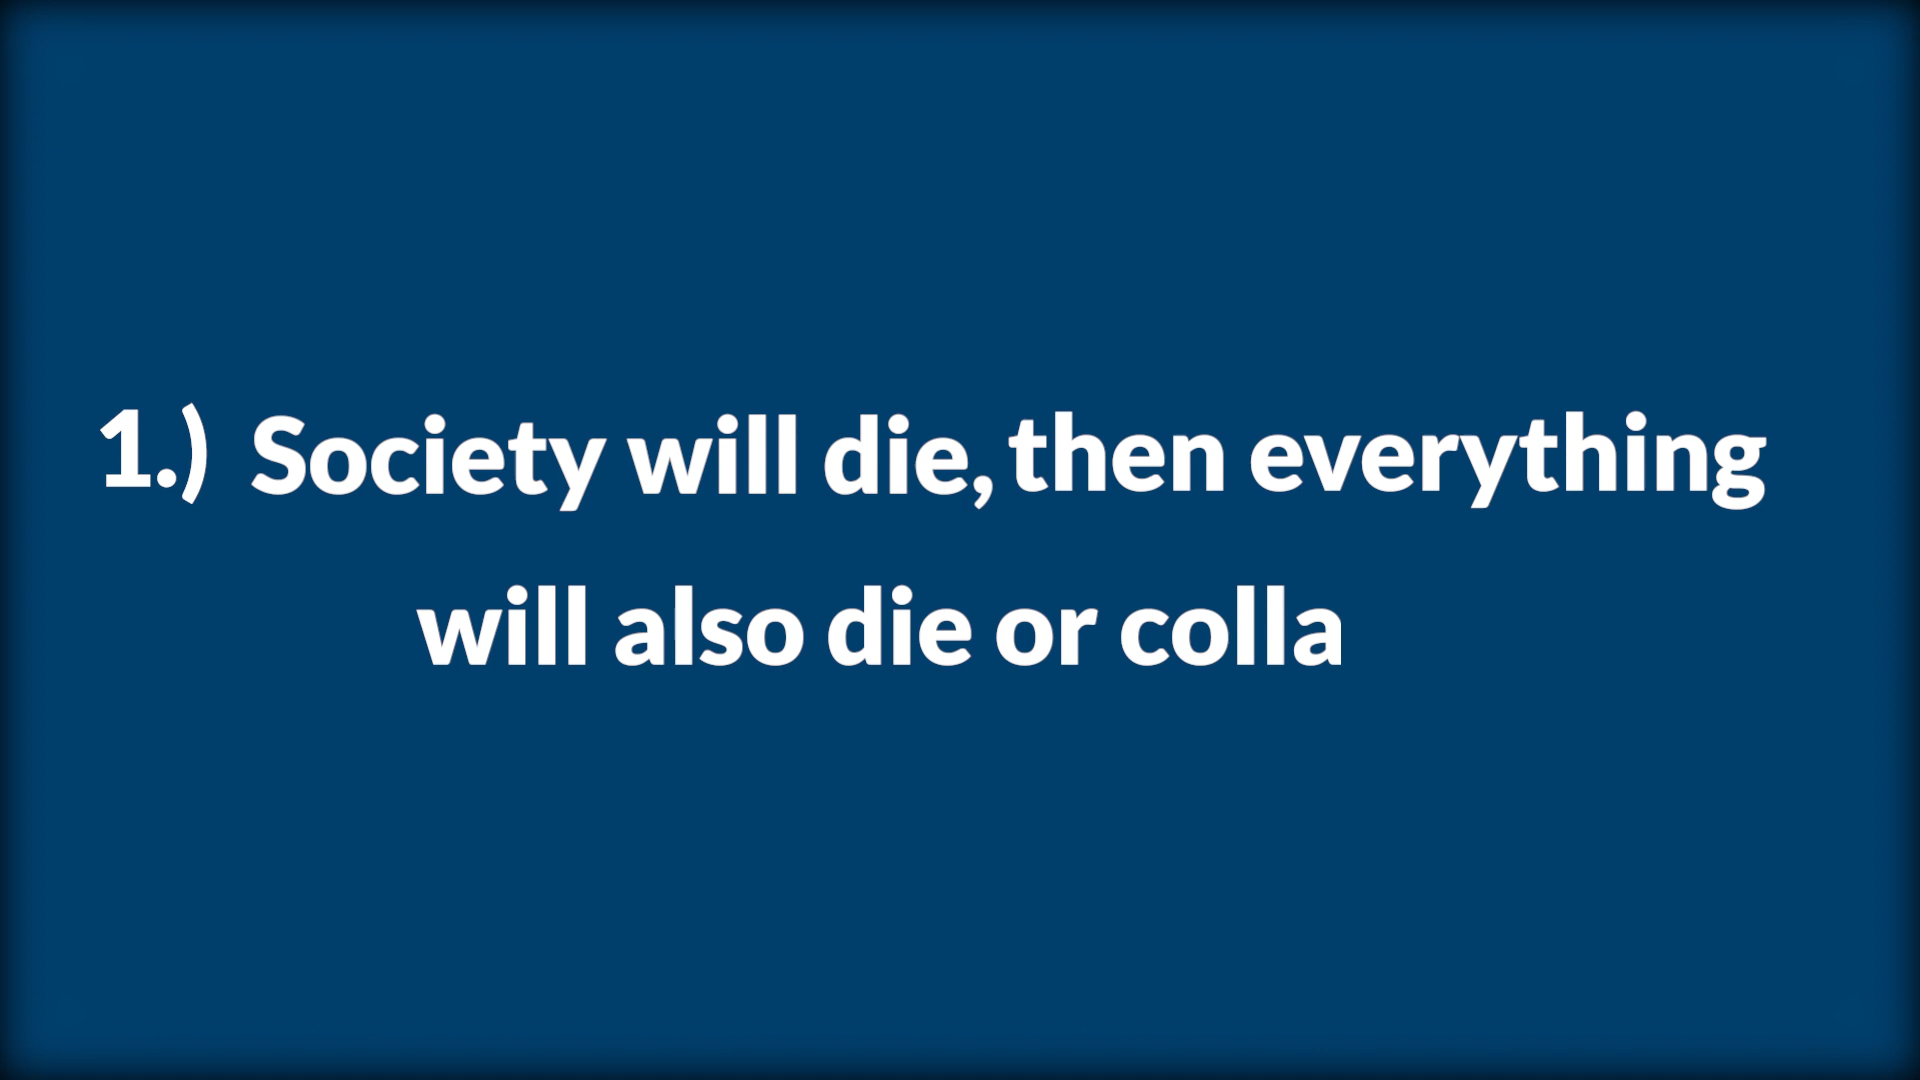 1.) Society will die, then everything
will also die or colla